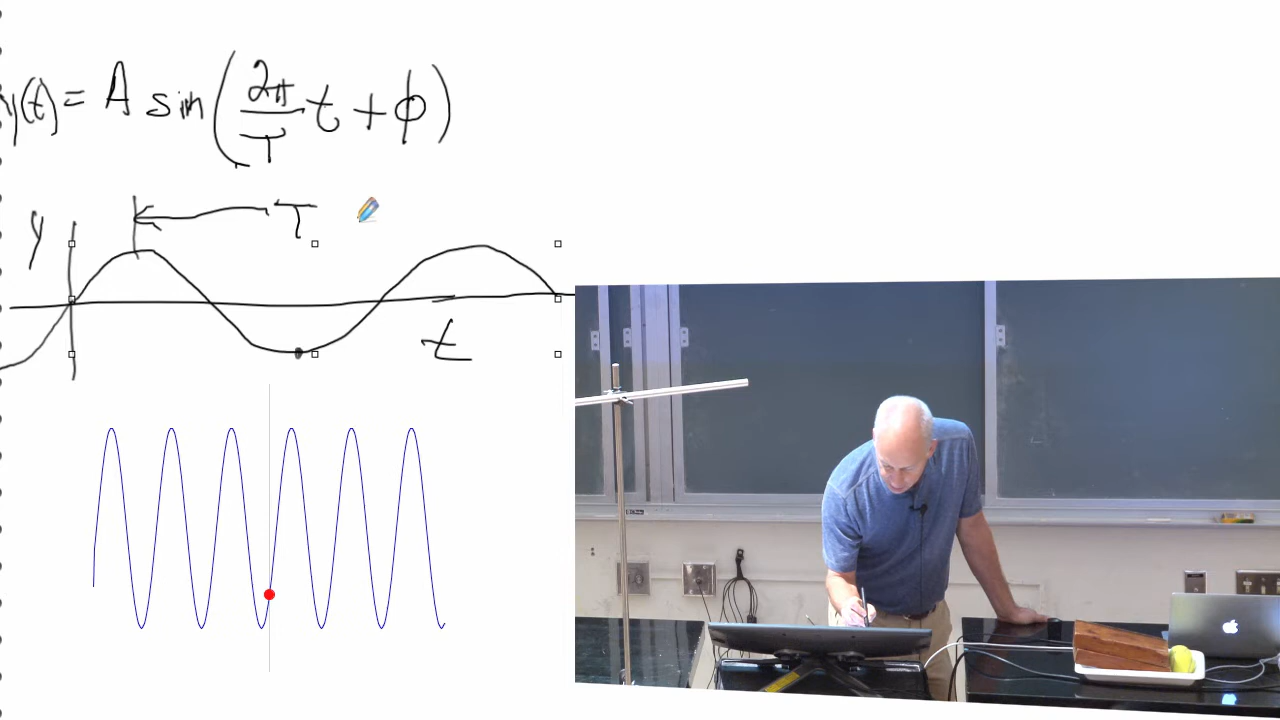 y(t) = A sin(2π/T t + φ)
T
y
t